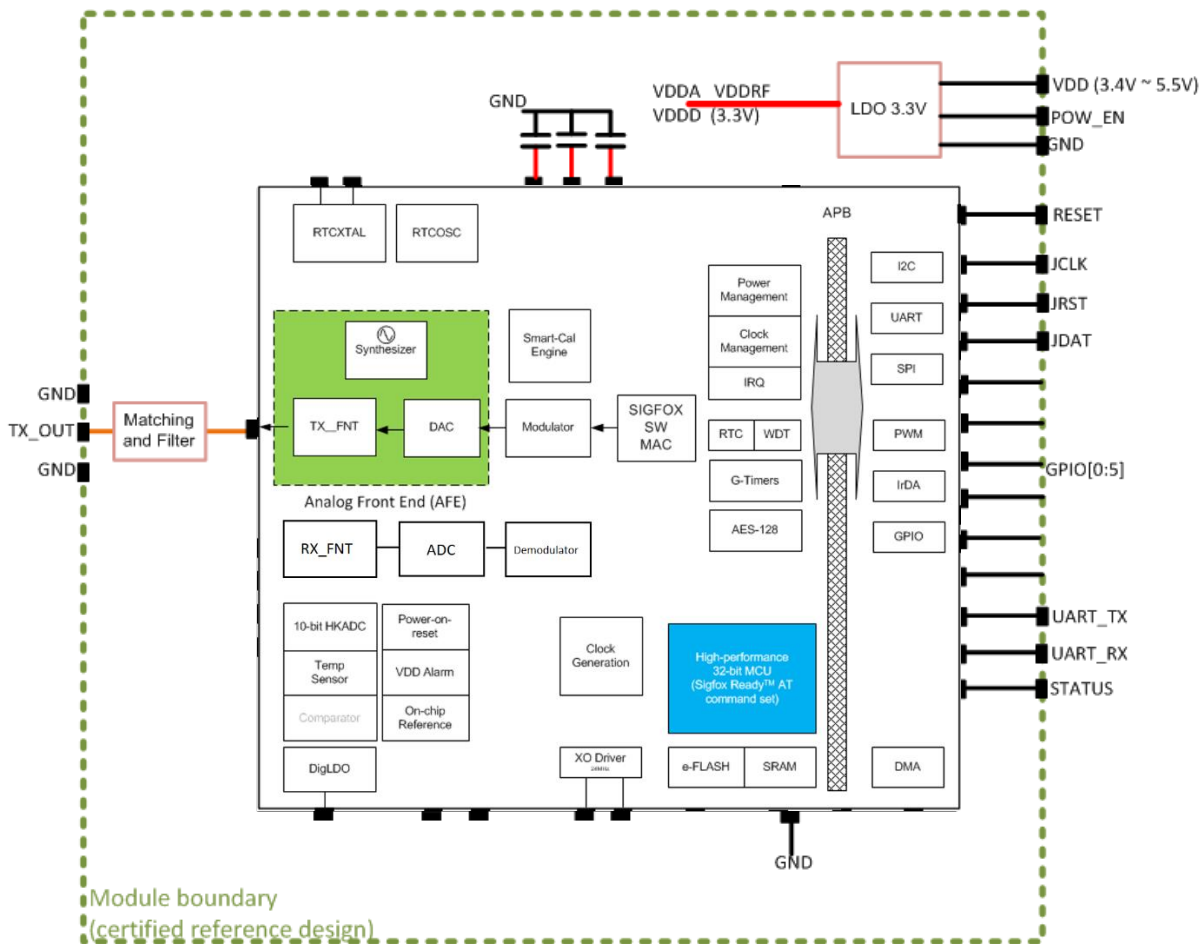 VDD (3.4V ~ 5.5V)
VDDA VDDRF
VDDD (3.3V)
LDO 3.3V
POW_EN
GND
GND
RESET
APB
RTCXTAL
RTCOSC
I2C
JCLK
Power
Management
JRST
UART
Synthesizer
Smart-Cal
Engine
Clock
Management
JDAT
SPI
IRQ
GND
Matching
and Filter
TX_OUT
TX_FNT
DAC
Modulator
SIGFOX
SW
MAC
RTC
WDT
PWM
GND
G-Timers
IrDA
GPIO[0:5]
Analog Front End (AFE)
AES-128
GPIO
RX_FNT
ADC
Demodulator
10-bit HKADC
Power-on-
reset
UART_TX
Clock
Generation
High-performance
32-bit MCU
(Sigfox Ready™ AT
command set)
UART_RX
Temp
Sensor
VDD Alarm
STATUS
Comparator
On-chip
Reference
DigLDO
XO Driver
e-FLASH
SRAM
DMA
GND
Module boundary
(certified reference design)